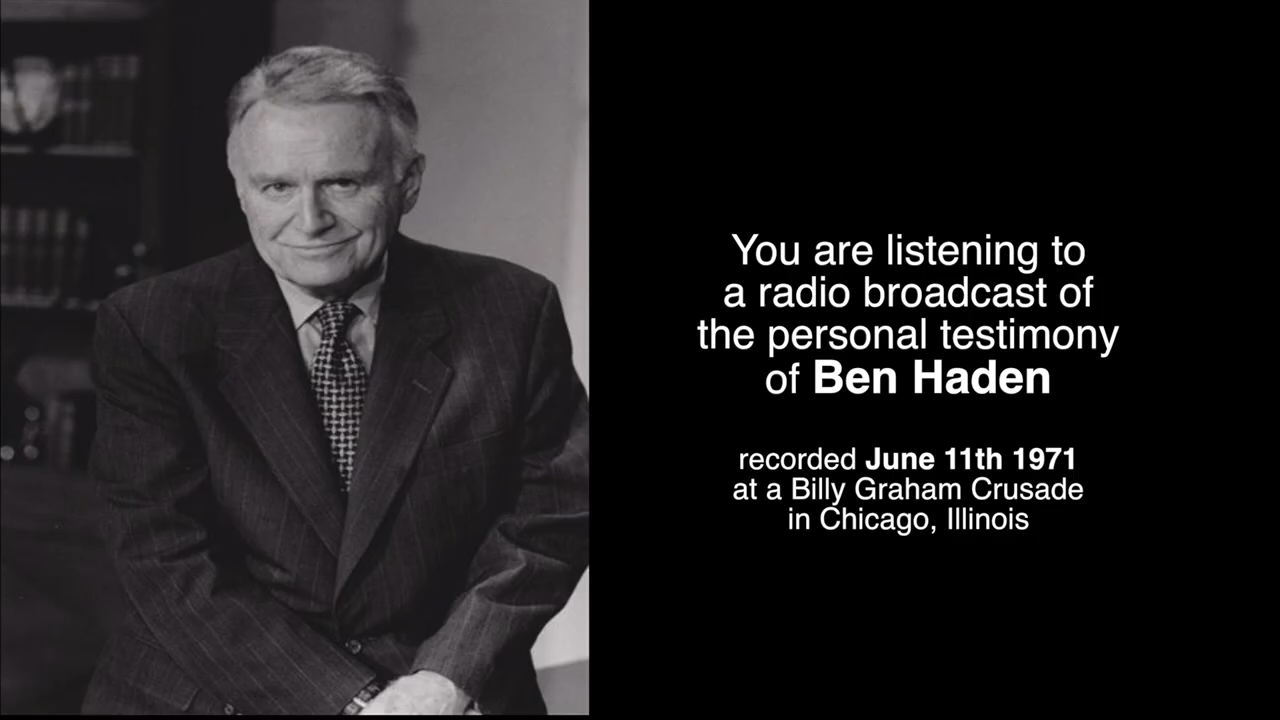 You are listening to
a radio broadcast of
the personal testimony
of Ben Haden
recorded June 11th 1971
at a Billy Graham Crusade
in Chicago, Illinois